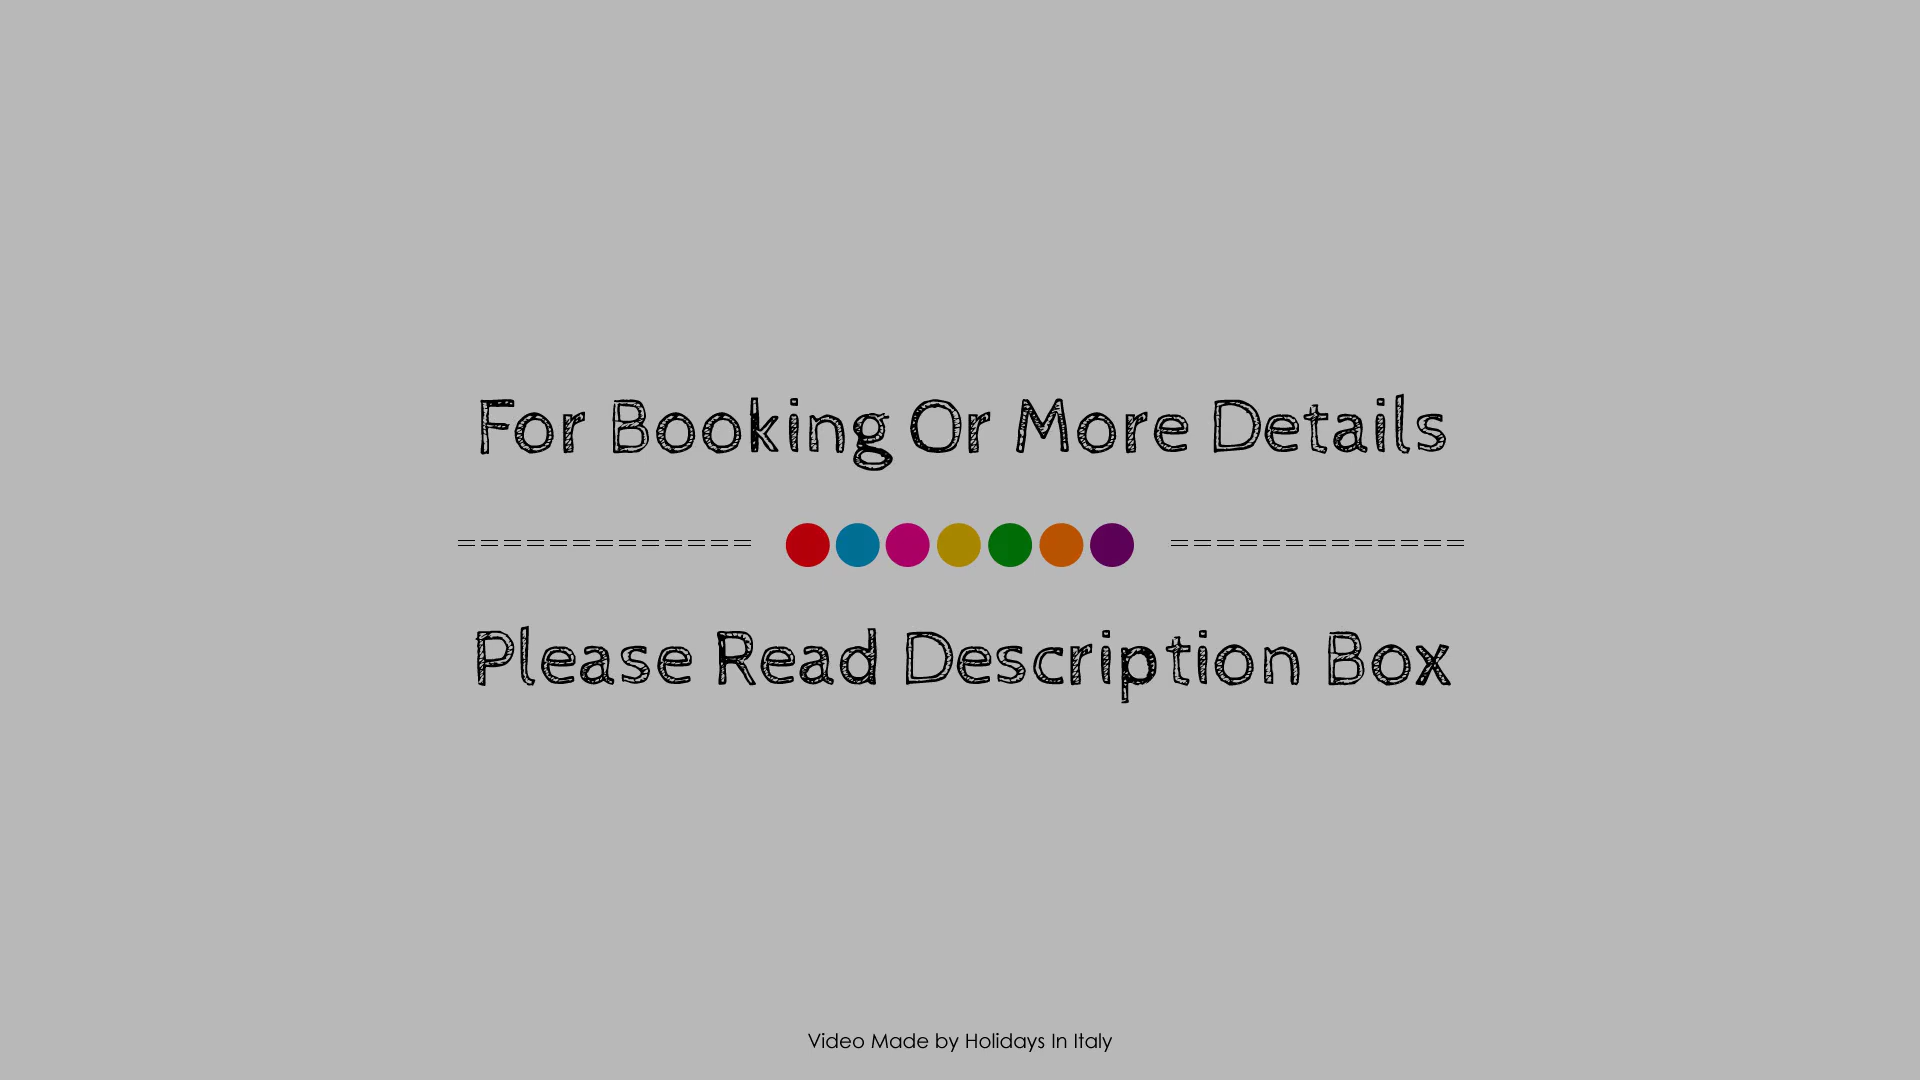 For Booking Or More Details
============= =============
Please Read Description Box
Video Made by Holidays In Italy